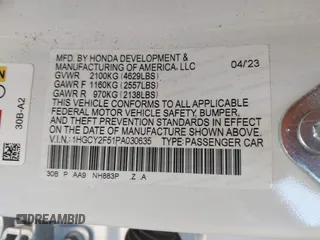 MFD. BY HONDA DEVELOPMENT &
MANUFACTURING OF AMERICA, LLC 04/23
GVWR 2100KG (4629LBS)
GAWR F 1160KG (2557LBS)
GAWR R 970KG (2138LBS)
THIS VEHICLE CONFORMS TO ALL APPLICABLE
FEDERAL MOTOR VEHICLE SAFETY, BUMPER,
AND THEFT PREVENTION STANDARDS IN EFFECT ON
THE DATE OF MANUFACTURE SHOWN ABOVE.
V.I.N.: 1HGCY2F51PA030635 TYPE:PASSENGER CAR
30B P AA9 NH883P Z A
30B-A2
DREAMBID